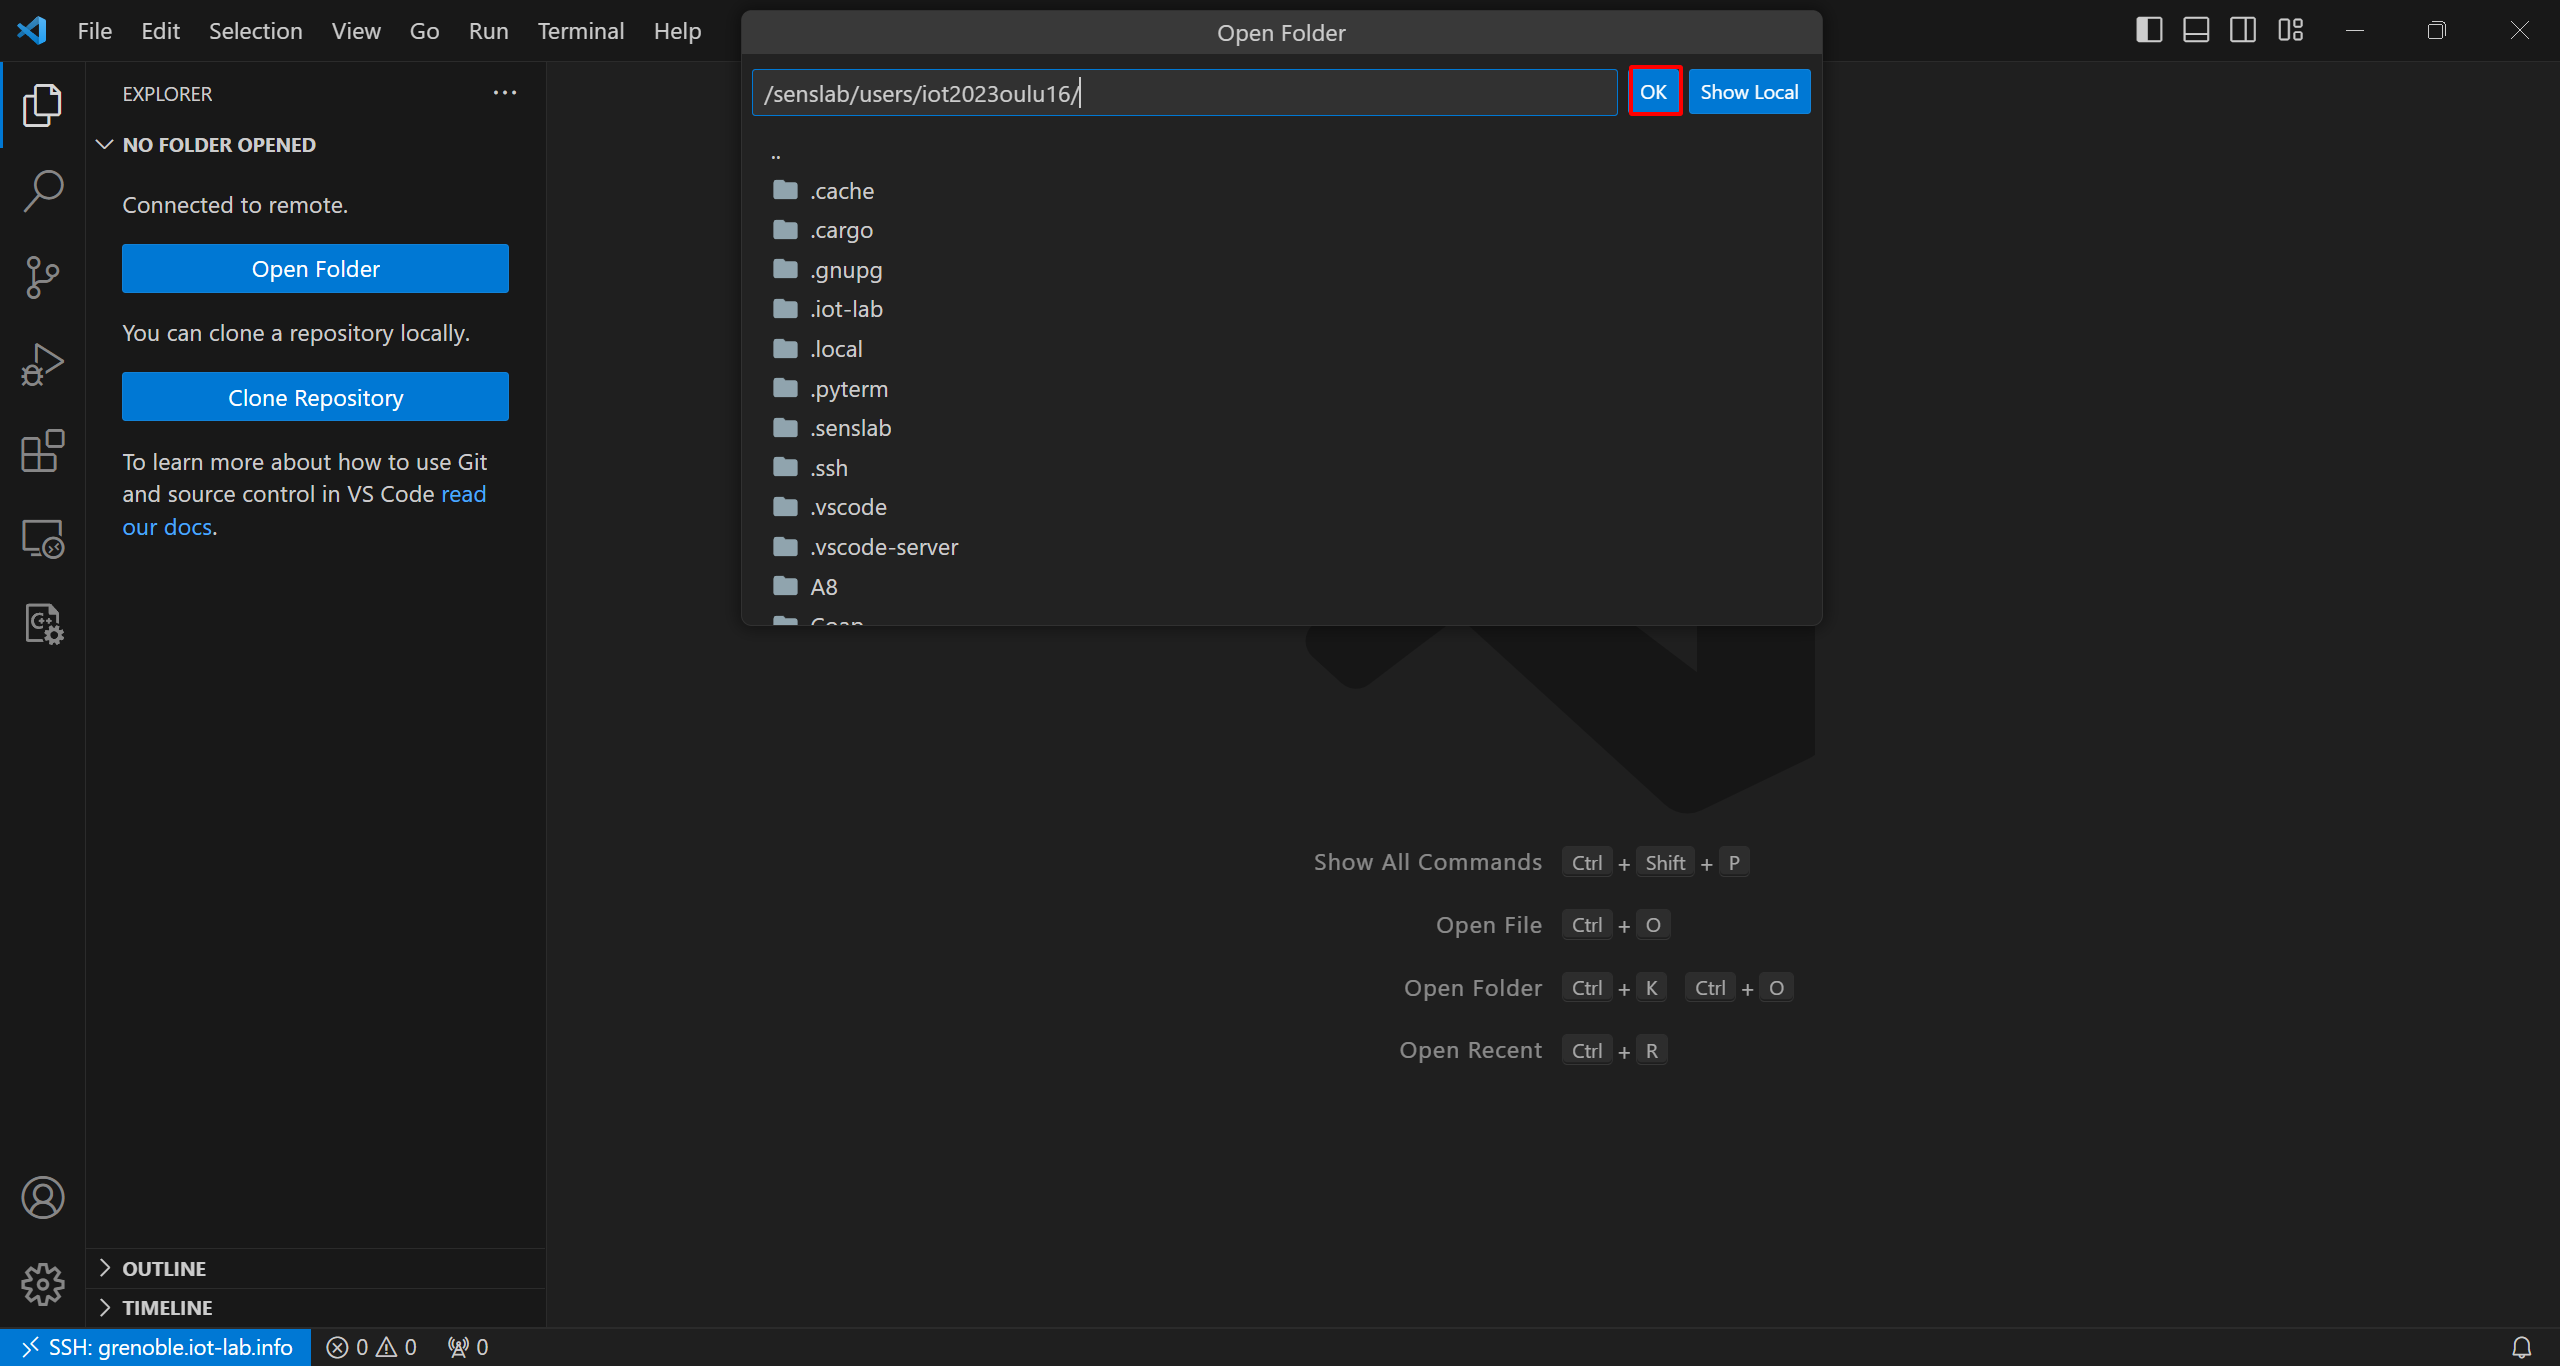 File Edit Selection View Go Run Terminal Help
Open Folder
/senslab/users/iot2023oulu16/
OK
Show Local
..
.cache
.cargo
.gnupg
.iot-lab
.local
.pyterm
.senslab
.ssh
.vscode
.vscode-server
A8
EXPLORER
NO FOLDER OPENED
Connected to remote.
Open Folder
You can clone a repository locally.
Clone Repository
To learn more about how to use Git
and source control in VS Code read
our docs.
Show All Commands Ctrl + Shift + P
Open File Ctrl + O
Open Folder Ctrl + K Ctrl + O
Open Recent Ctrl + R
OUTLINE
TIMELINE
SSH: grenoble.iot-lab.info 0 0 0